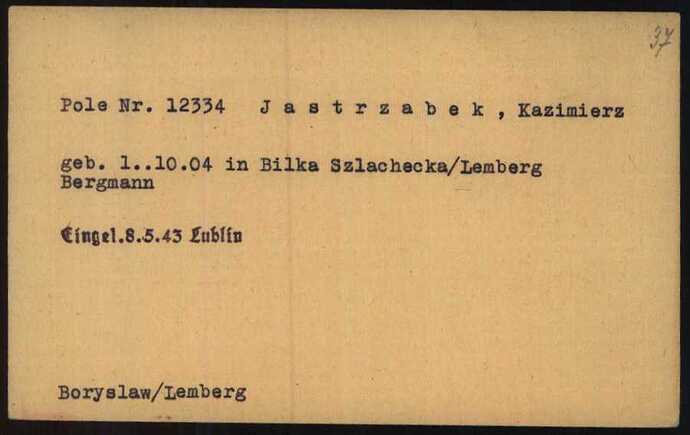 37
Pole Nr. 12334 J a s t r z a b e k , Kazimierz
geb. 1..10.04 in Bilka Szlachecka/Lemberg
Bergmann
Eingel.8.5.43 Lublin
Boryslaw/Lemberg